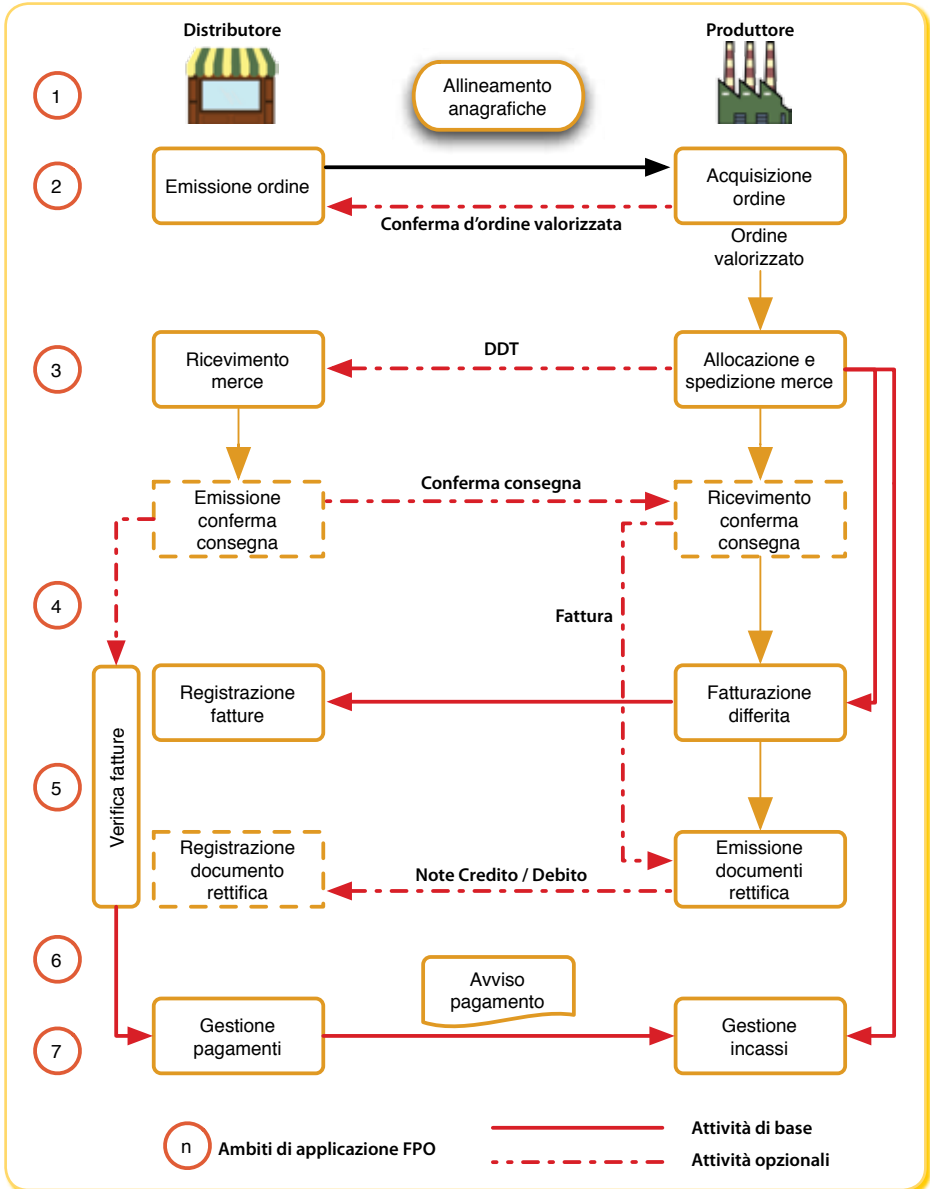 Distributore
Produttore
1
Allineamento
anagrafiche
2
Emissione ordine
Acquisizione
ordine
Conferma d'ordine valorizzata
Ordine
valorizzato
3
Ricevimento
merce
DDT
Allocazione e
spedizione merce
Emissione
conferma
consegna
Conferma consegna
Ricevimento
conferma
consegna
4
Fattura
Registrazione
fatture
Fatturazione
differita
5
Verifica fatture
Registrazione
documento
rettifica
Note Credito / Debito
Emissione
documenti
rettifica
6
Avviso
pagamento
7
Gestione
pagamenti
Gestione
incassi
n
Ambiti di applicazione FPO
Attività di base
Attività opzionali